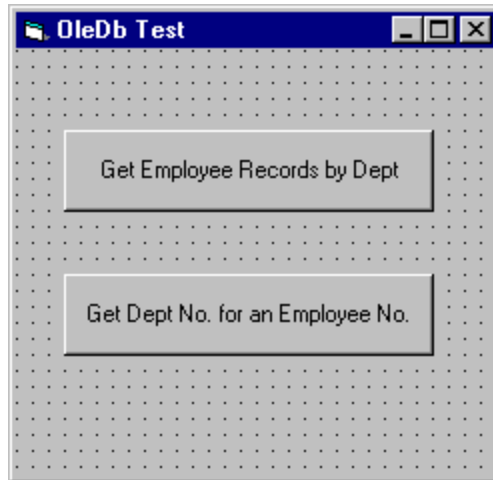 OleDb Test
Get Employee Records by Dept
Get Dept No. for an Employee No.